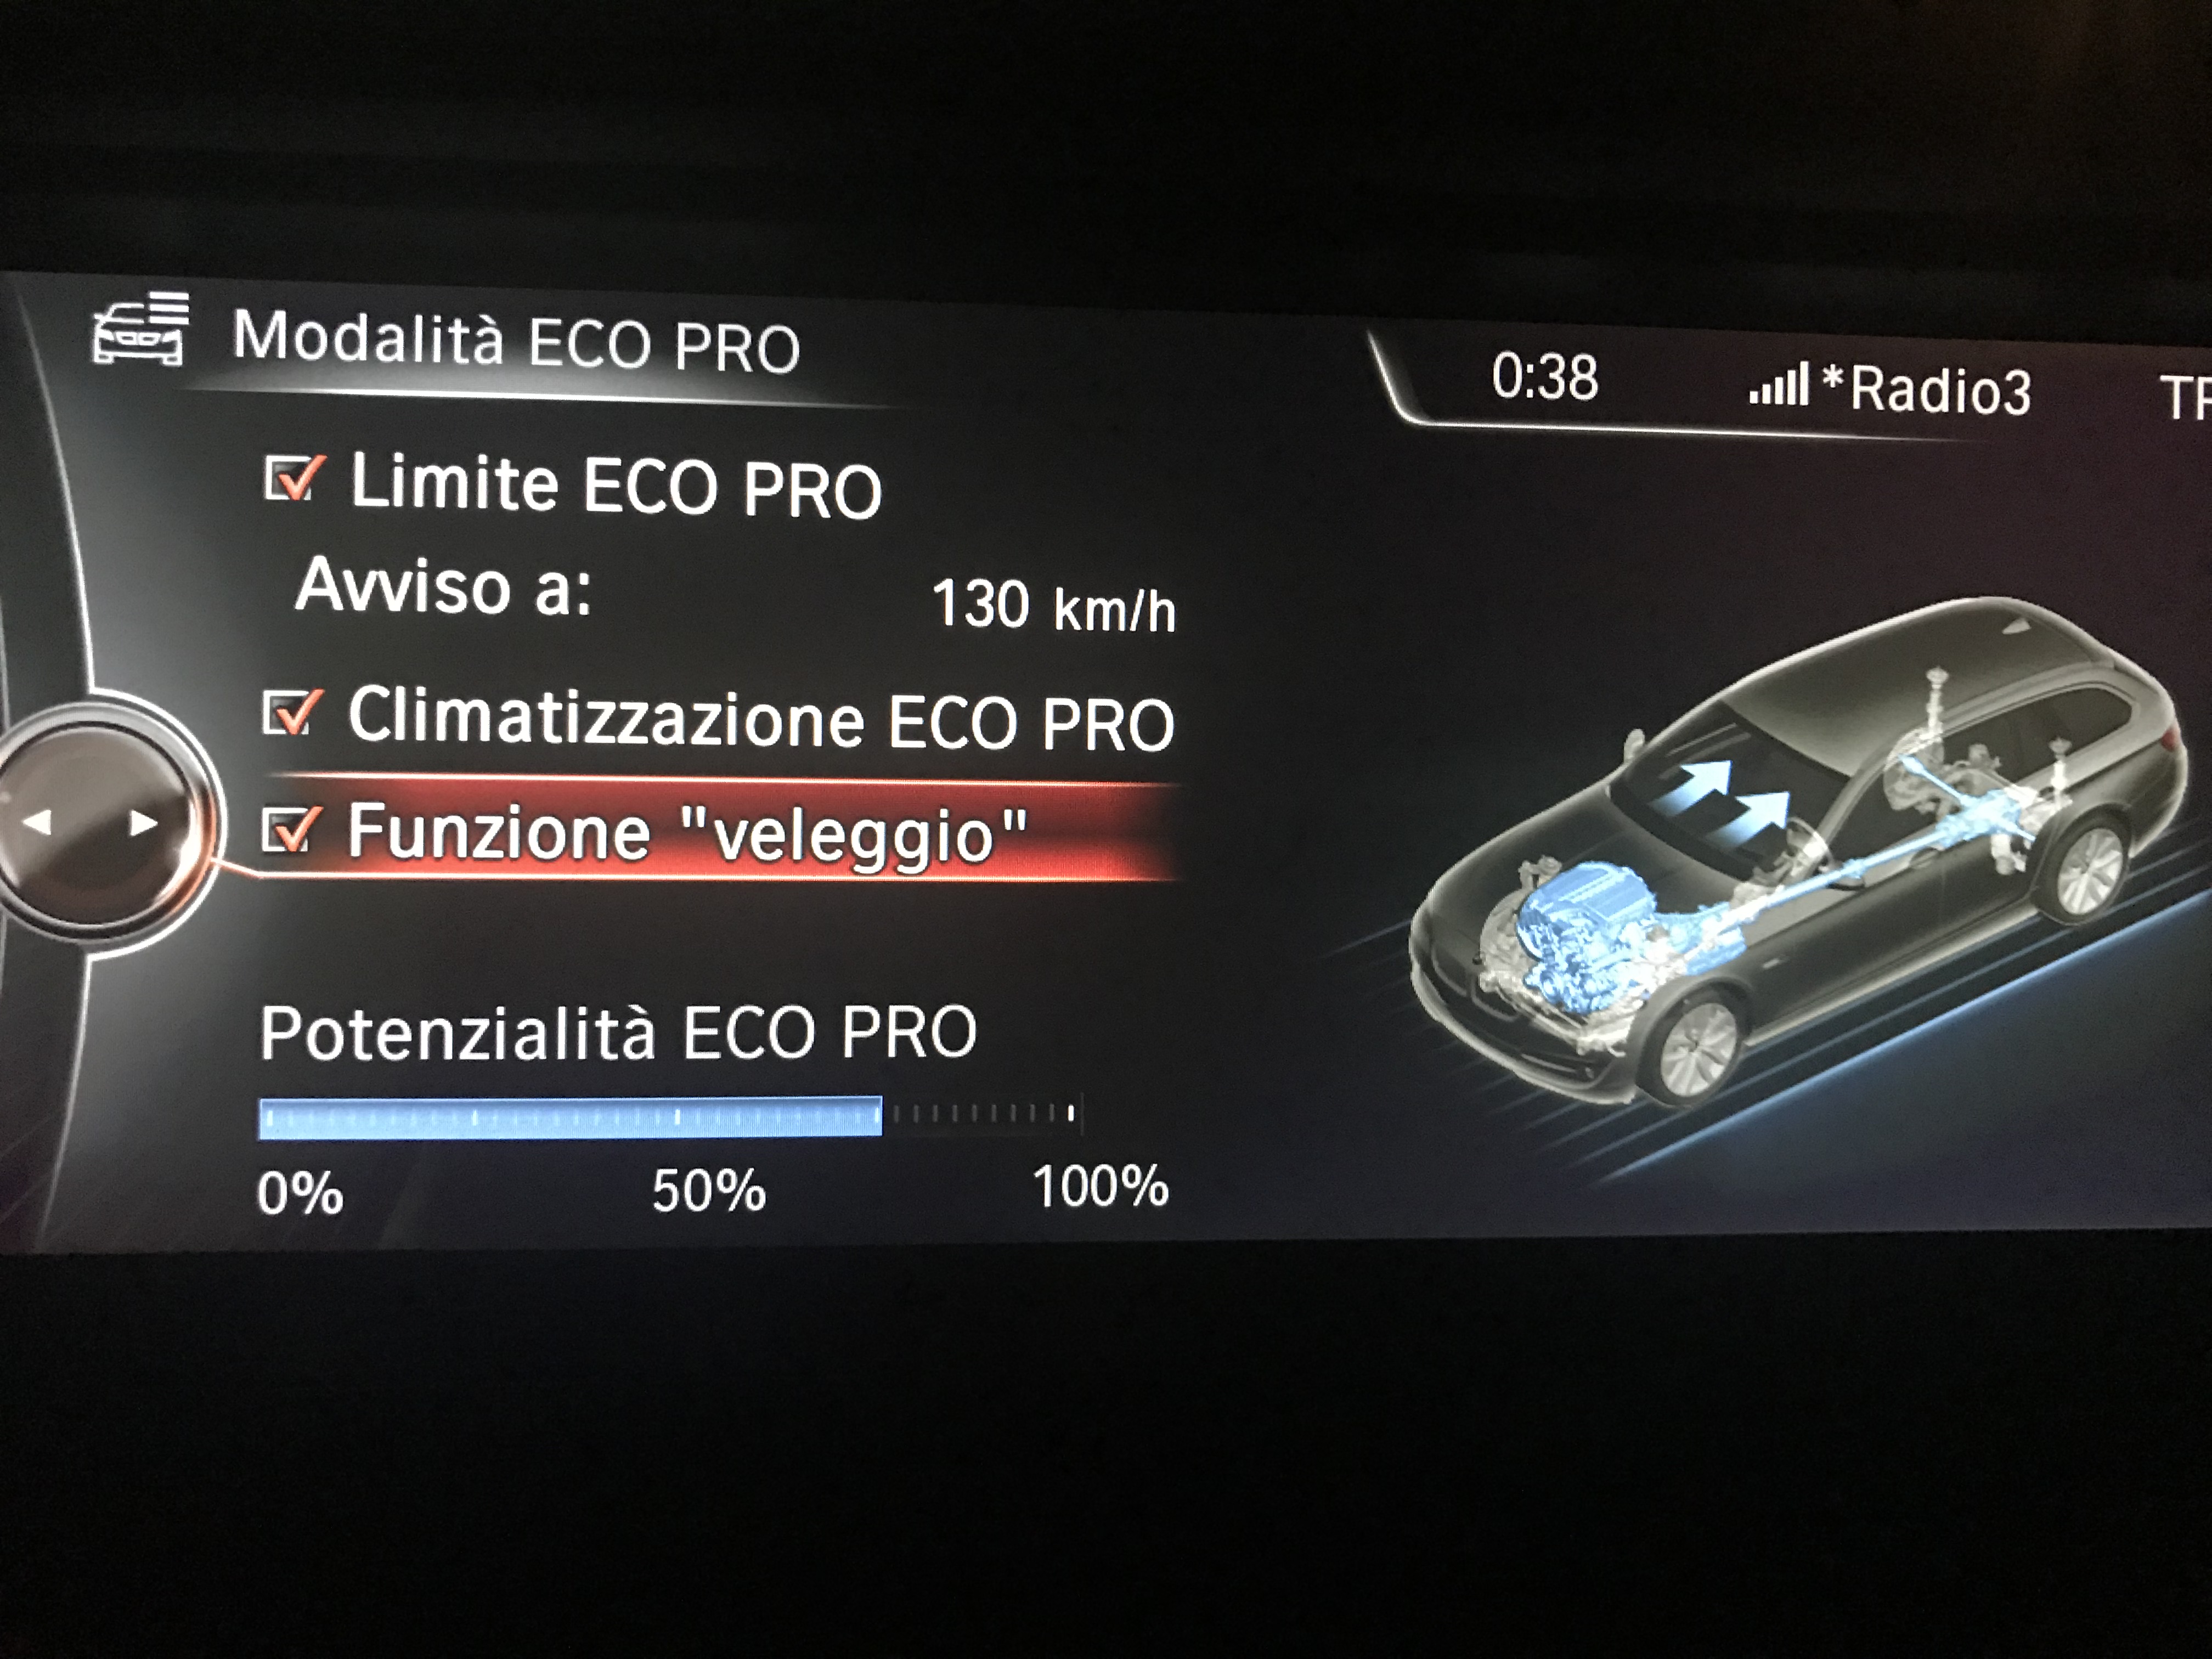 Modalità ECO PRO
0:38 *Radio3
Limite ECO PRO
Avviso a: 130 km/h
Climatizzazione ECO PRO
Funzione "veleggio"
Potenzialità ECO PRO
0% 50% 100%